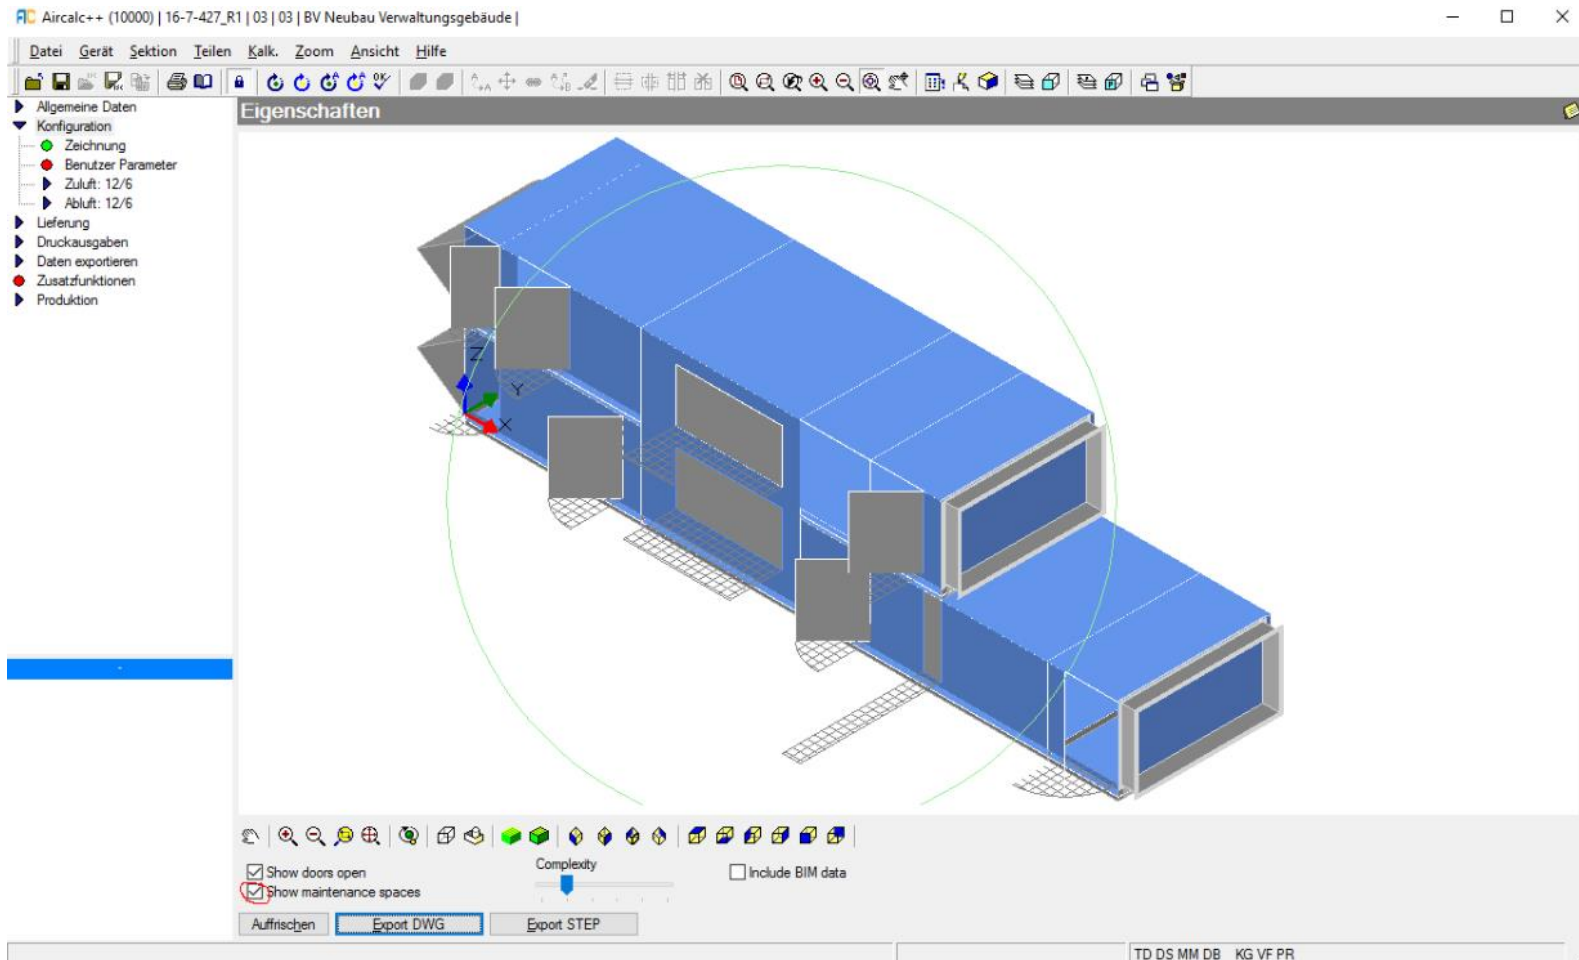 Aircalc++ (10000) | 16-7-427_R1 | 03 | 03 | BV Neubau Verwaltungsgebäude |
Datei Gerät Sektion Teilen Kalk. Zoom Ansicht Hilfe
Allgemeine Daten
Konfiguration
Zeichnung
Benutzer Parameter
Zuluft: 12/6
Abluft: 12/6
Lieferung
Druckausgaben
Daten exportieren
Zusatzfunktionen
Produktion
Eigenschaften
Z
Y
X
Show doors open
Show maintenance spaces
Complexity
Include BIM data
Auffrischen Export DWG Export STEP
TD DS MM DB KG VF PR